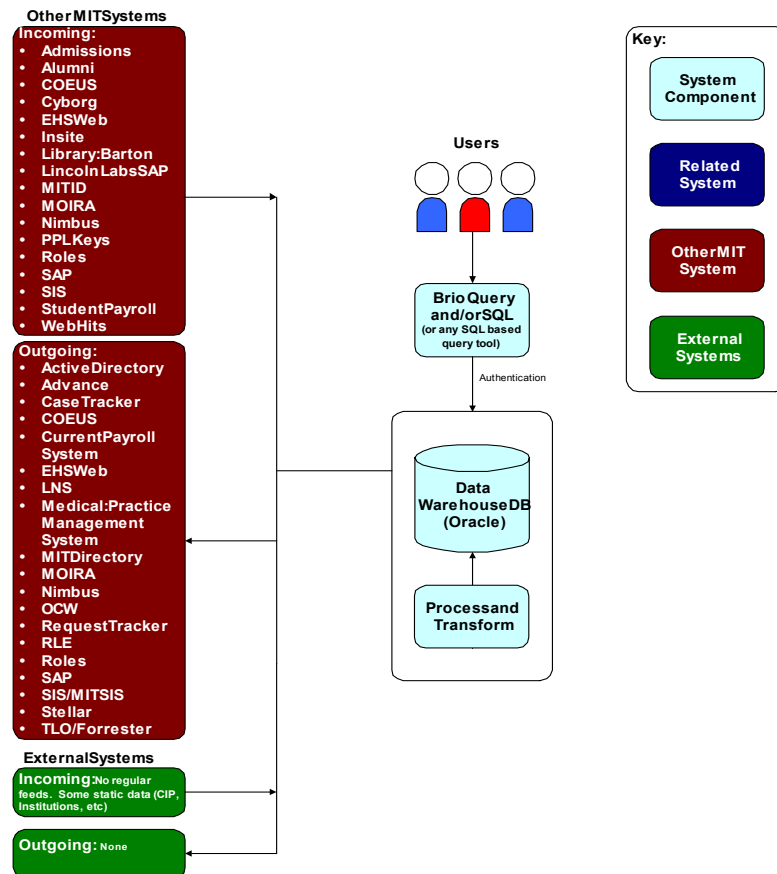 OtherMITSystems
Incoming:
• Admissions
• Alumni
• COEUS
• Cyborg
• EHSWeb
• Insite
• Library:Barton
• LincolnLabsSAP
• MITID
• MOIRA
• Nimbus
• PPLKeys
• Roles
• SAP
• SIS
• StudentPayroll
• WebHits
Outgoing:
• ActiveDirectory
• Advance
• CaseTracker
• COEUS
• CurrentPayroll
System
• EHSWeb
• LNS
• Medical:Practice
Management
System
• MITDirectory
• MOIRA
• Nimbus
• OCW
• RequestTracker
• RLE
• Roles
• SAP
• SIS/MITSIS
• Stellar
• TLO/Forrester
ExternalSystems
Incoming:No regular
feeds. Some static data (CIP,
Institutions, etc)
Outgoing: None
Users
BrioQuery
and/orSQL
(or any SQL based
query tool)
Authentication
Data
WarehouseDB
(Oracle)
Processand
Transform
Key:
System
Component
Related
System
OtherMIT
System
External
Systems